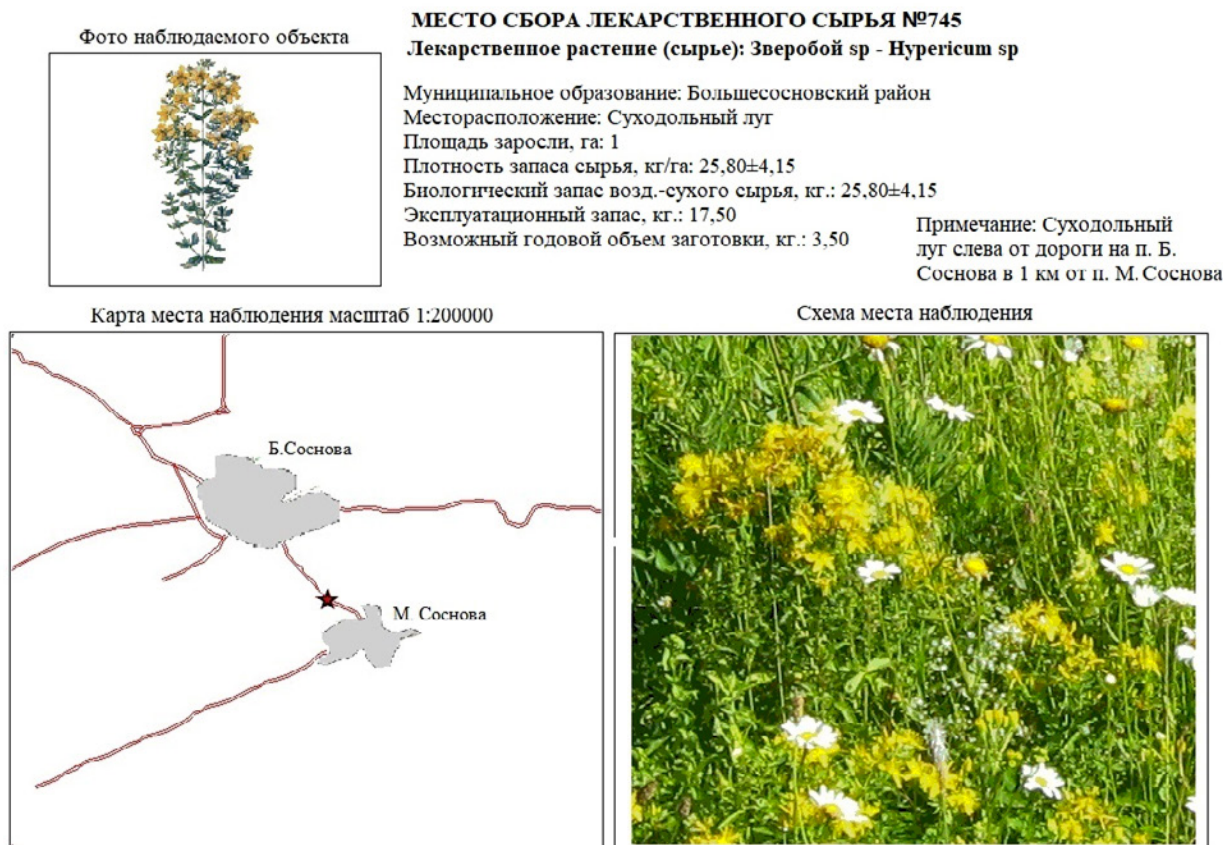 МЕСТО СБОРА ЛЕКАРСТВЕННОГО СЫРЬЯ №745
Фото наблюдаемого объекта
Лекарственное растение (сырье): Зверобой sp - Hypericum sp
Муниципальное образование: Большесосновский район
Месторасположение: Суходольный луг
Площадь заросли, га: 1
Плотность запаса сырья, кг/га: 25,80±4,15
Биологический запас возд.-сухого сырья, кг.: 25,80±4,15
Эксплуатационный запас, кг.: 17,50
Возможный годовой объем заготовки, кг.: 3,50
Примечание: Суходольный
луг слева от дороги на п. Б.
Соснова в 1 км от п. М. Соснова
Карта места наблюдения масштаб 1:200000
Схема места наблюдения
Б.Соснова
М. Соснова